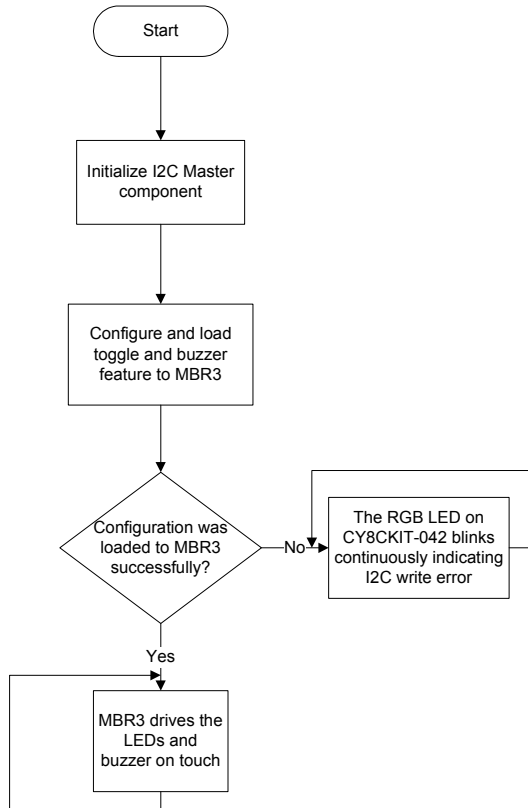 Start
Initialize I2C Master
component
Configure and load
toggle and buzzer
feature to MBR3
Configuration was
loaded to MBR3
successfully?
No
The RGB LED on
CY8CKIT-042 blinks
continuously indicating
I2C write error
Yes
MBR3 drives the
LEDs and
buzzer on touch